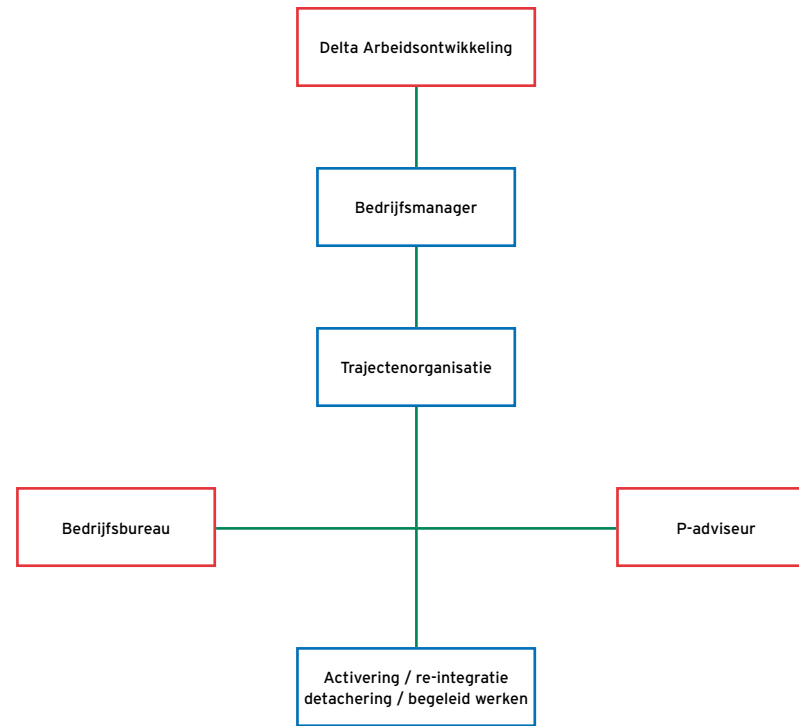 Delta Arbeidsontwikkeling
Bedrijfsmanager
Trajectenorganisatie
Bedrijfsbureau
P-adviseur
Activering / re-integratie
detachering / begeleid werken